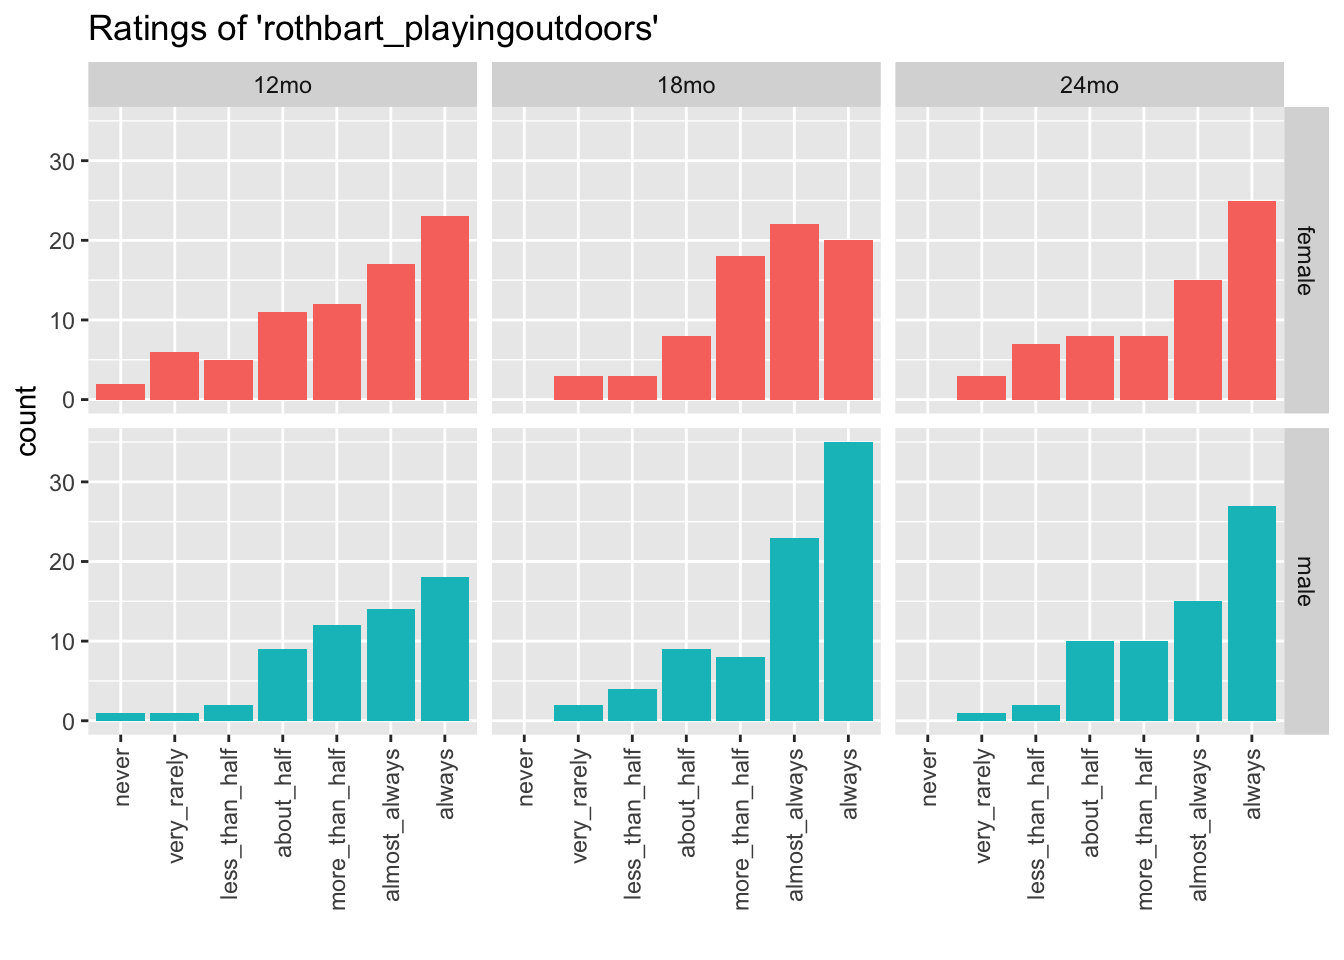 Ratings of 'rothbart_playingoutdoors'
12mo 18mo 24mo
30
20
10
0
female
count
30
20
10
0
male
never very_rarely less_than_half about_half more_than_half almost_always always
never very_rarely less_than_half about_half more_than_half almost_always always
never very_rarely less_than_half about_half more_than_half almost_always always